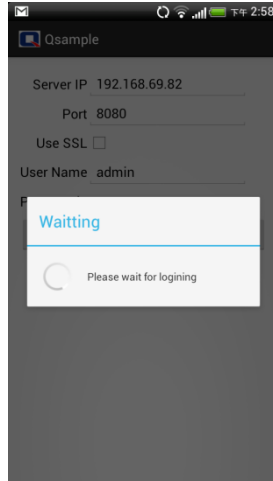 下午 2:58
Qsample
Server IP 192.168.69.82
Port 8080
Use SSL
User Name admin
Waitting
Please wait for logining